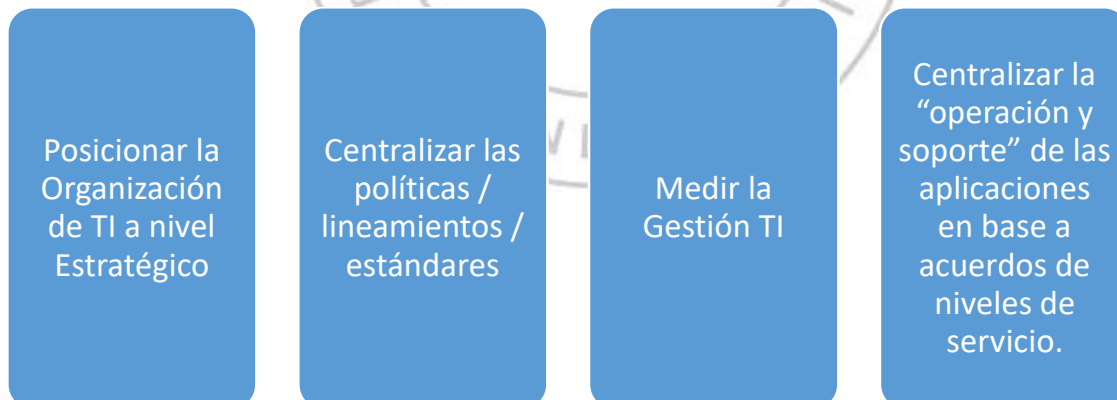 Posicionar la
Organización
de TI a nivel
Estratégico
Centralizar las
políticas /
lineamientos /
estándares
Medir la
Gestión TI
Centralizar la
“operación y
soporte” de las
aplicaciones
en base a
acuerdos de
niveles de
servicio.